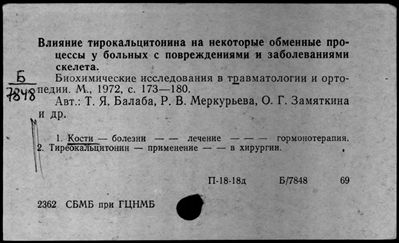 Влияние тирокальцитонина на некоторые обменные про-
цессы у больных с повреждениями и заболеваниями
скелета.
Б
7848
Биохимические исследования в травматологии и орто-
педии. М., 1972, с. 173—180.
Авт.: Т. Я. Балаба, Р. В. Меркурьева, О. Г. Замяткина
и др.
1. Кости — болезни — — лечение — — — гормонотерапия.
2. Тиреокальцитонин — применение — — в хирургии.
П-18-18д Б/7848 69
2362 СБМБ при ГЦНМБ